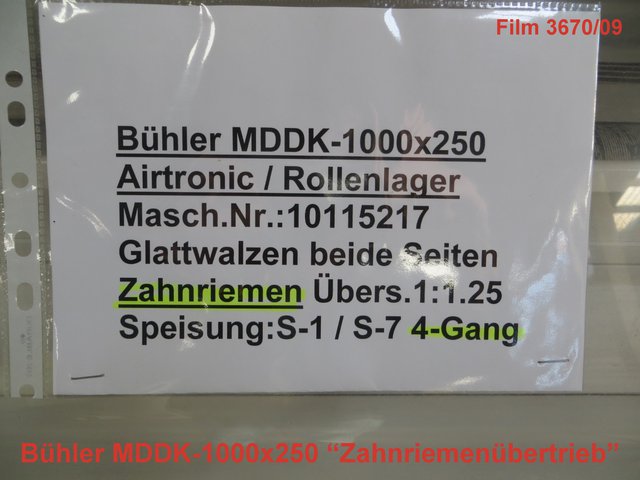 Film 3670/09
Bühler MDDK-1000x250
Airtronic / Rollenlager
Masch.Nr.:10115217
Glattwalzen beide Seiten
Zahnriemen Übers.1:1.25
Speisung:S-1 / S-7 4-Gang
Bühler MDDK-1000x250 “Zahnriemenübertrieb”